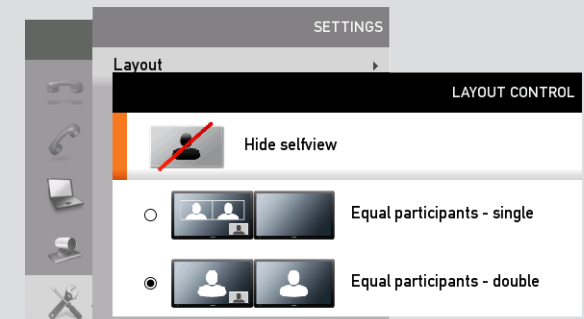 SETTINGS
Layout
LAYOUT CONTROL
Hide selfview
Equal participants - single
Equal participants - double